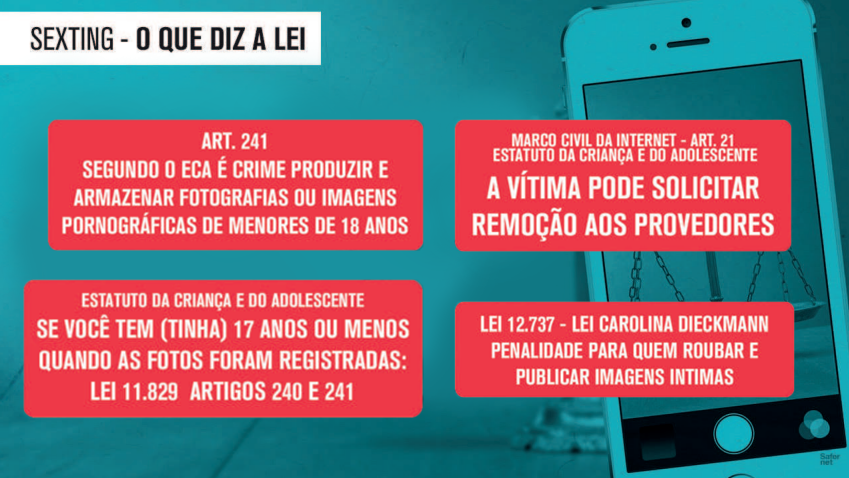 SEXTING - O QUE DIZ A LEI
ART. 241
SEGUNDO O ECA É CRIME PRODUZIR E
ARMAZENAR FOTOGRAFIAS OU IMAGENS
PORNOGRÁFICAS DE MENORES DE 18 ANOS
MARCO CIVIL DA INTERNET - ART. 21
ESTATUTO DA CRIANÇA E DO ADOLESCENTE
A VÍTIMA PODE SOLICITAR
REMOÇÃO AOS PROVEDORES
ESTATUTO DA CRIANÇA E DO ADOLESCENTE
SE VOCÊ TEM (TINHA) 17 ANOS OU MENOS
QUANDO AS FOTOS FORAM REGISTRADAS:
LEI 11.829 ARTIGOS 240 E 241
LEI 12.737 - LEI CAROLINA DIECKMANN
PENALIDADE PARA QUEM ROUBAR E
PUBLICAR IMAGENS INTIMAS
Safer
net